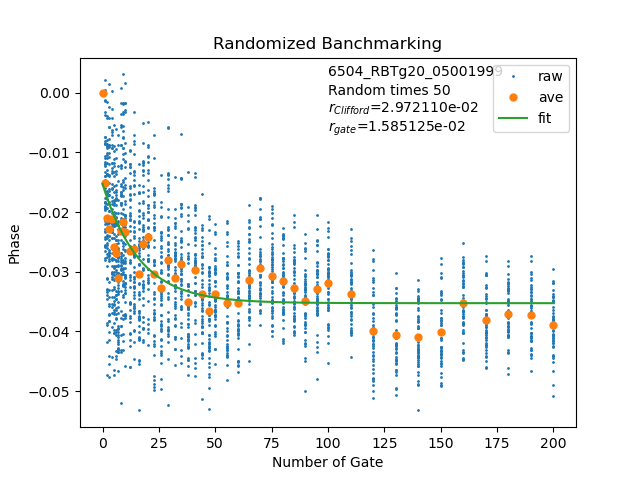 Randomized Banchmarking
6504_RBTg20_05001999
Random times 50
r_Clifford=2.972110e-02
r_gate=1.585125e-02
raw
ave
fit
Phase
0.00
−0.01
−0.02
−0.03
−0.04
−0.05
0 25 50 75 100 125 150 175 200
Number of Gate